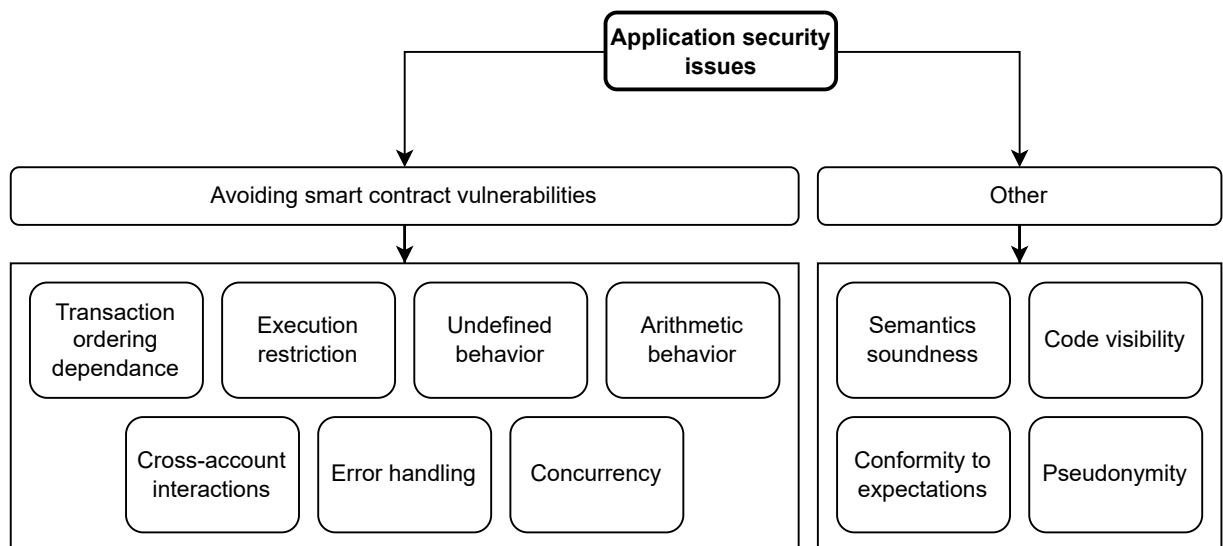 Application security
issues
Avoiding smart contract vulnerabilities
Other
Transaction
ordering
dependance
Execution
restriction
Undefined
behavior
Arithmetic
behavior
Cross-account
interactions
Error handling
Concurrency
Semantics
soundness
Code visibility
Conformity to
expectations
Pseudonymity